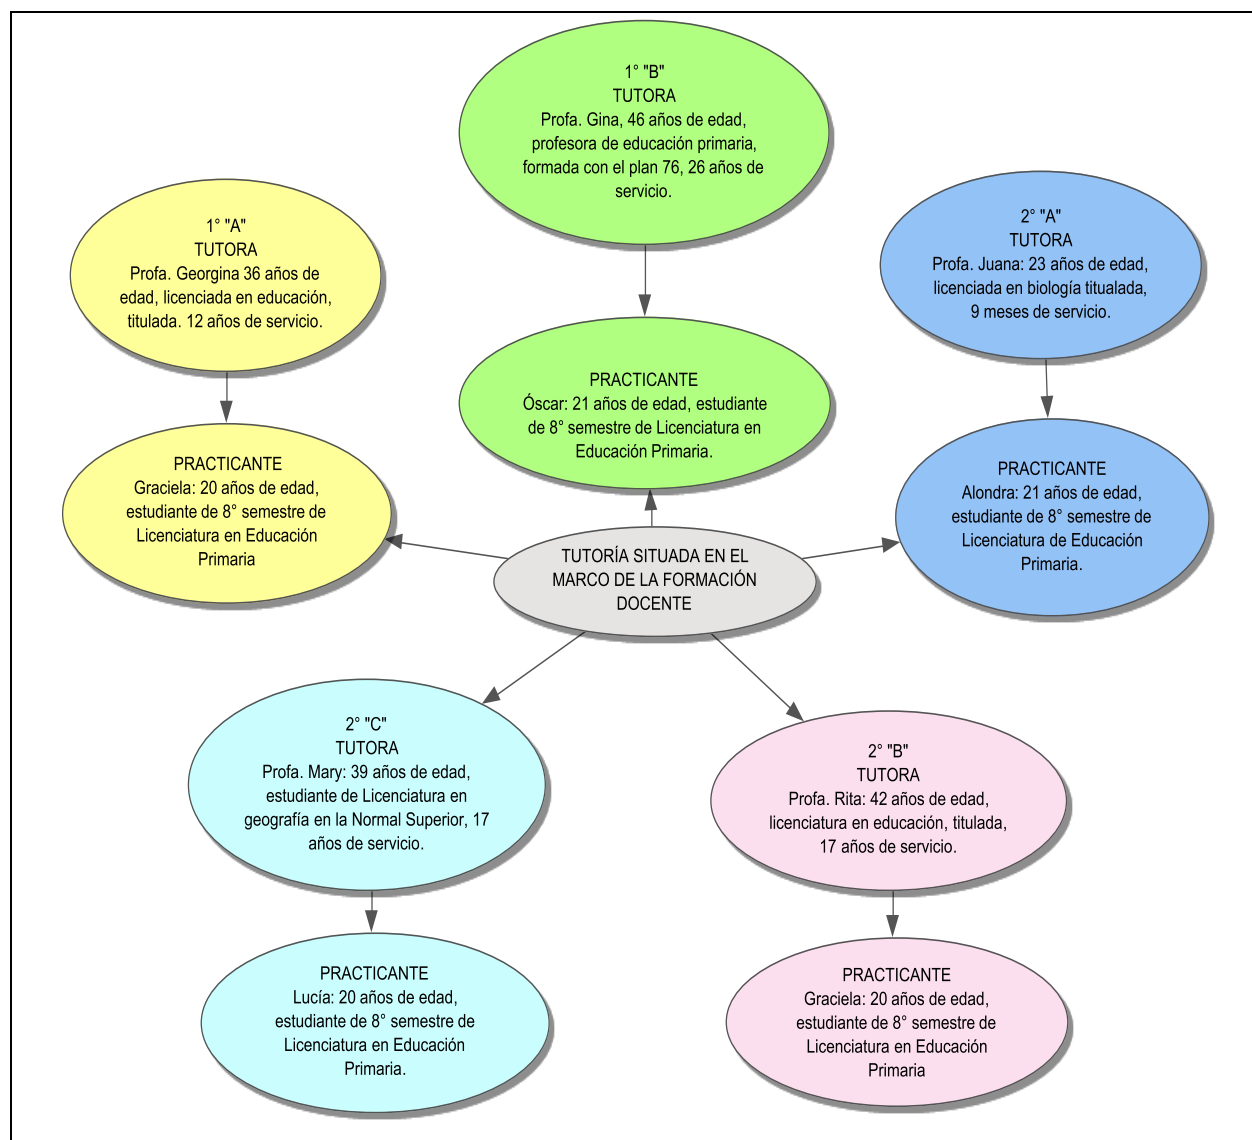 1° "B"
TUTORA
Profa. Gina, 46 años de edad,
profesora de educación primaria,
formada con el plan 76, 26 años de
servicio.
1° "A"
TUTORA
Profa. Georgina 36 años de
edad, licenciada en educación,
titulada. 12 años de servicio.
2° "A"
TUTORA
Profa. Juana: 23 años de edad,
licenciada en biología titualada,
9 meses de servicio.
PRACTICANTE
Óscar: 21 años de edad, estudiante
de 8° semestre de Licenciatura en
Educación Primaria.
PRACTICANTE
Graciela: 20 años de edad,
estudiante de 8° semestre de
Licenciatura en Educación
Primaria
PRACTICANTE
Alondra: 21 años de edad,
estudiante de 8° semestre de
Licenciatura de Educación
Primaria.
TUTORÍA SITUADA EN EL
MARCO DE LA FORMACIÓN
DOCENTE
2° "C"
TUTORA
Profa. Mary: 39 años de edad,
estudiante de Licenciatura en
geografía en la Normal Superior, 17
años de servicio.
2° "B"
TUTORA
Profa. Rita: 42 años de edad,
licenciatura en educación, titulada,
17 años de servicio.
PRACTICANTE
Lucía: 20 años de edad,
estudiante de 8° semestre de
Licenciatura en Educación
Primaria.
PRACTICANTE
Graciela: 20 años de edad,
estudiante de 8° semestre de
Licenciatura en Educación
Primaria